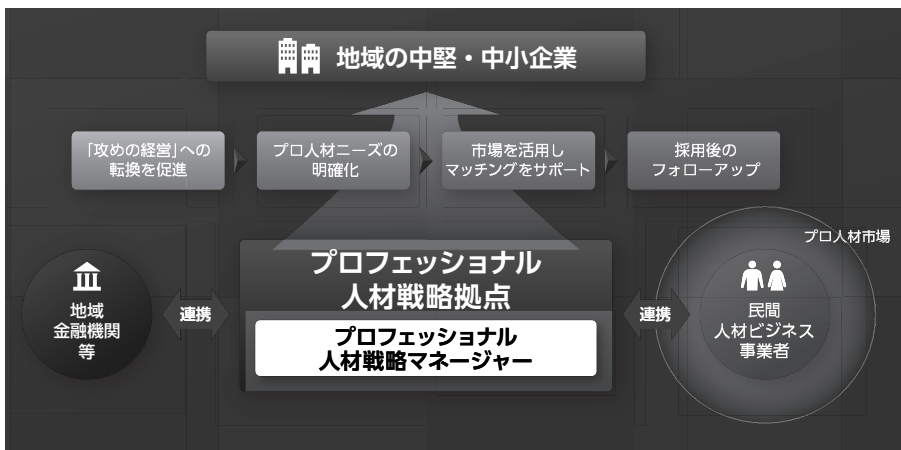 地域の中堅・中小企業
「攻めの経営」への
転換を促進
プロ人材ニーズの
明確化
市場を活用し
マッチングをサポート
採用後の
フォローアップ
プロ人材市場
プロフェッショナル
人材戦略拠点
プロフェッショナル
人材戦略マネージャー
地域
金融機関
等
連携
連携
民間
人材ビジネス
事業者